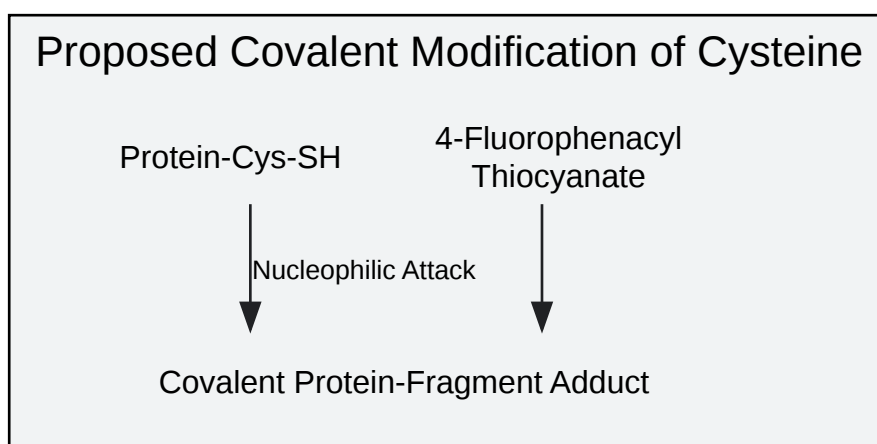 Proposed Covalent Modification of Cysteine
Protein-Cys-SH
4-Fluorophenacyl
Thiocyanate
Nucleophilic Attack
Covalent Protein-Fragment Adduct